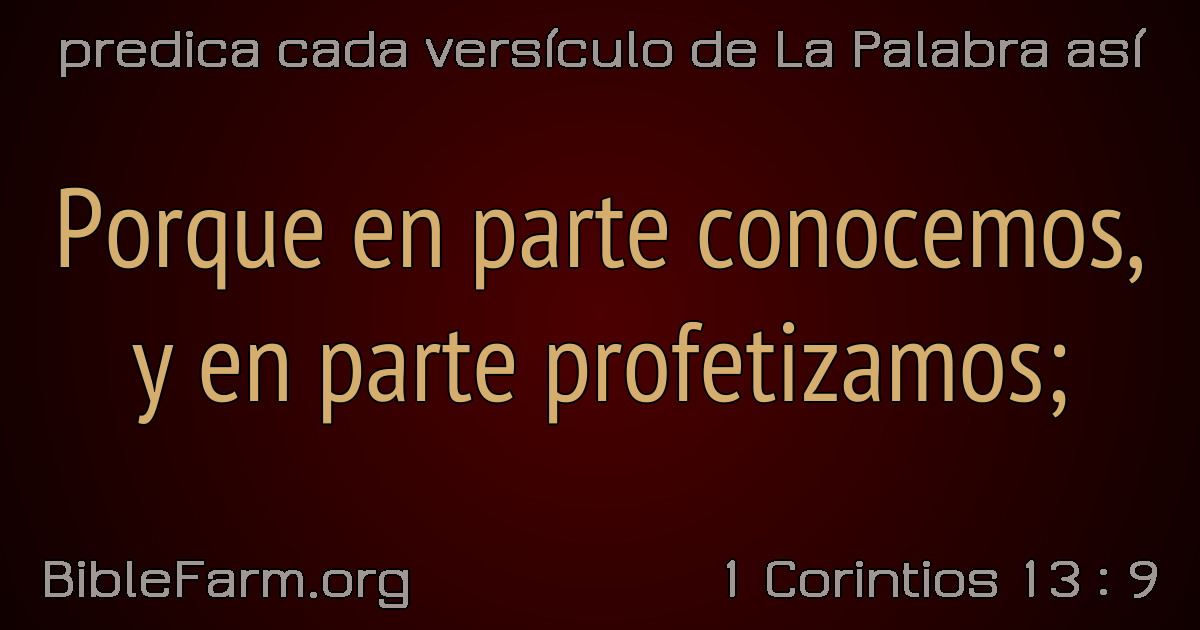 predica cada versículo de La Palabra así
Porque en parte conocemos,
y en parte profetizamos;
BibleFarm.org
1 Corintios 13 : 9